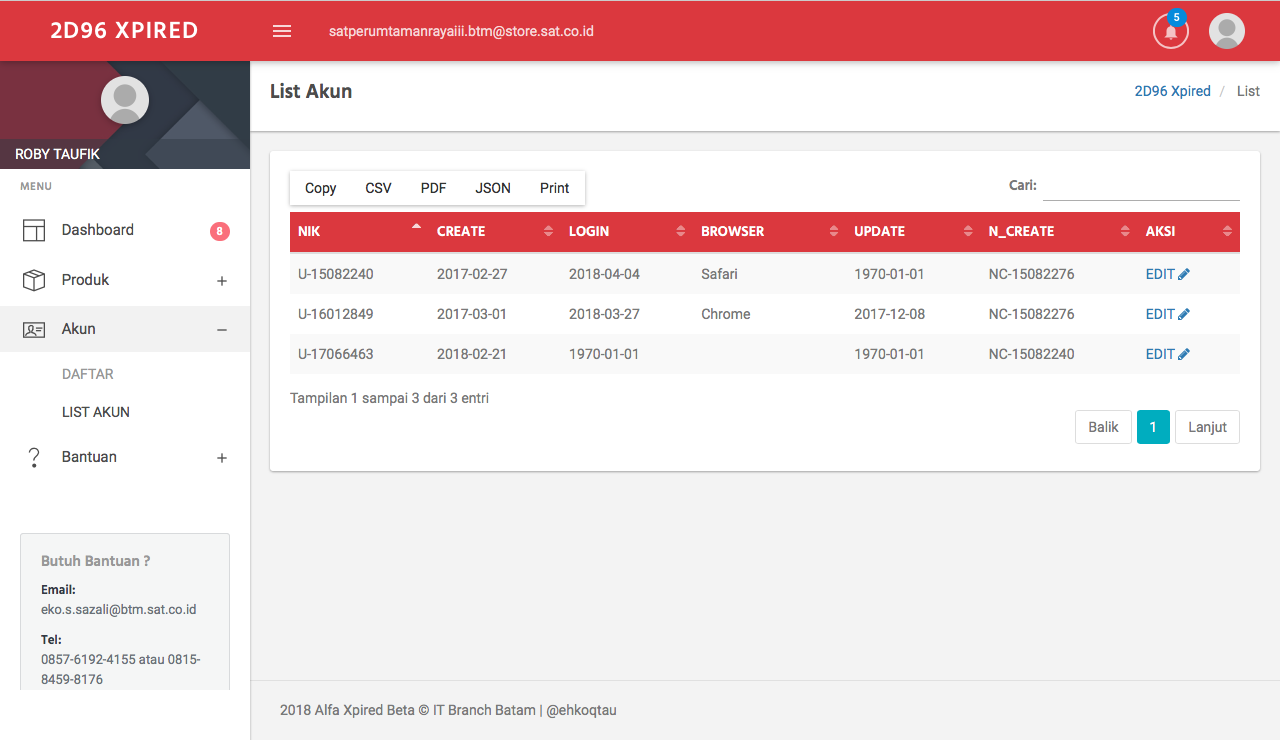 2D96 XPIRED
satperumtamanrayaiii.btm@store.sat.co.id
5
ROBY TAUFIK
MENU
Dashboard 8
Produk +
Akun −
DAFTAR
LIST AKUN
Bantuan +
Butuh Bantuan ?
Email:
eko.s.sazali@btm.sat.co.id
Tel:
0857-6192-4155 atau 0815-
8459-8176
List Akun
2D96 Xpired / List
Copy CSV PDF JSON Print
Cari:
NIK CREATE LOGIN BROWSER UPDATE N_CREATE AKSI
U-15082240 2017-02-27 2018-04-04 Safari 1970-01-01 NC-15082276 EDIT
U-16012849 2017-03-01 2018-03-27 Chrome 2017-12-08 NC-15082276 EDIT
U-17066463 2018-02-21 1970-01-01 1970-01-01 NC-15082240 EDIT
Tampilan 1 sampai 3 dari 3 entri
Balik 1 Lanjut
2018 Alfa Xpired Beta © IT Branch Batam | @ehkoqtau